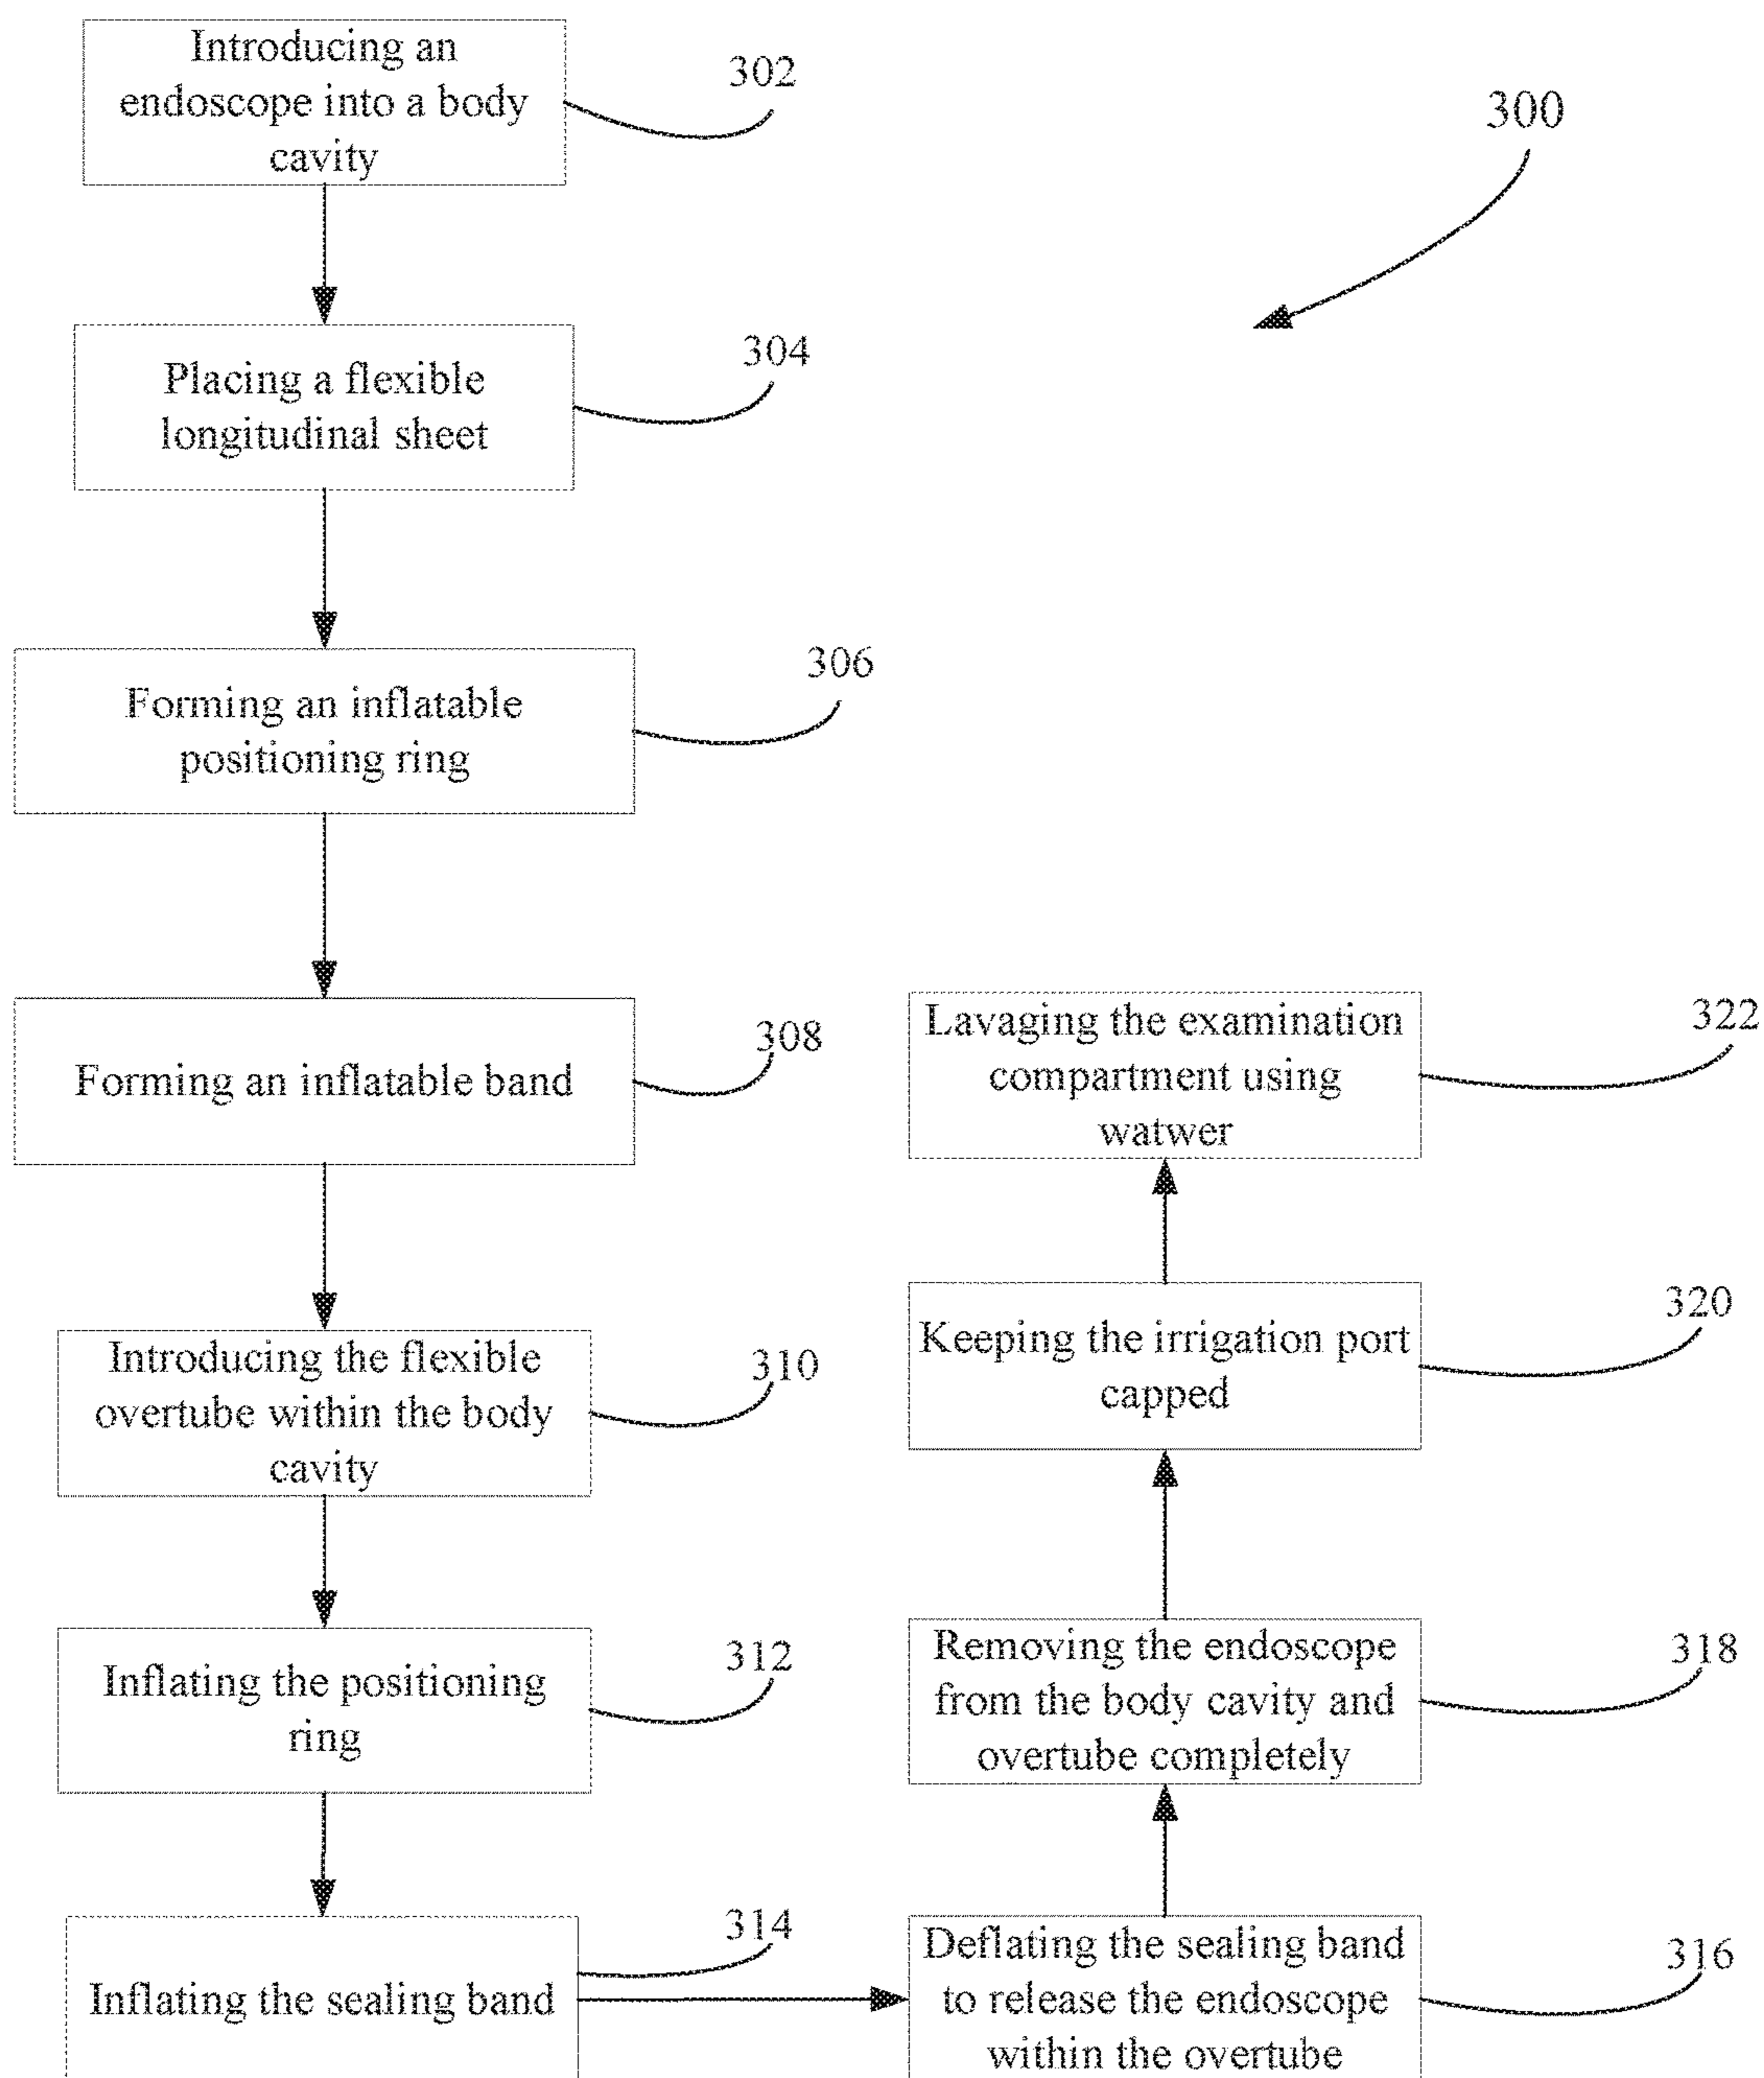 Introducing an
endoscope into a body
cavity
302
300
Placing a flexible
longitudinal sheet
304
Forming an inflatable
positioning ring
306
Forming an inflatable band
308
Introducing the flexible
overtube within the body
cavity
310
Inflating the positioning
ring
312
Inflating the sealing band
314
Deflating the sealing band
to release the endoscope
within the overtube
316
Removing the endoscope
from the body cavity and
overtube completely
318
Keeping the irrigation port
capped
320
Lavaging the examination
compartment using
watwer
322